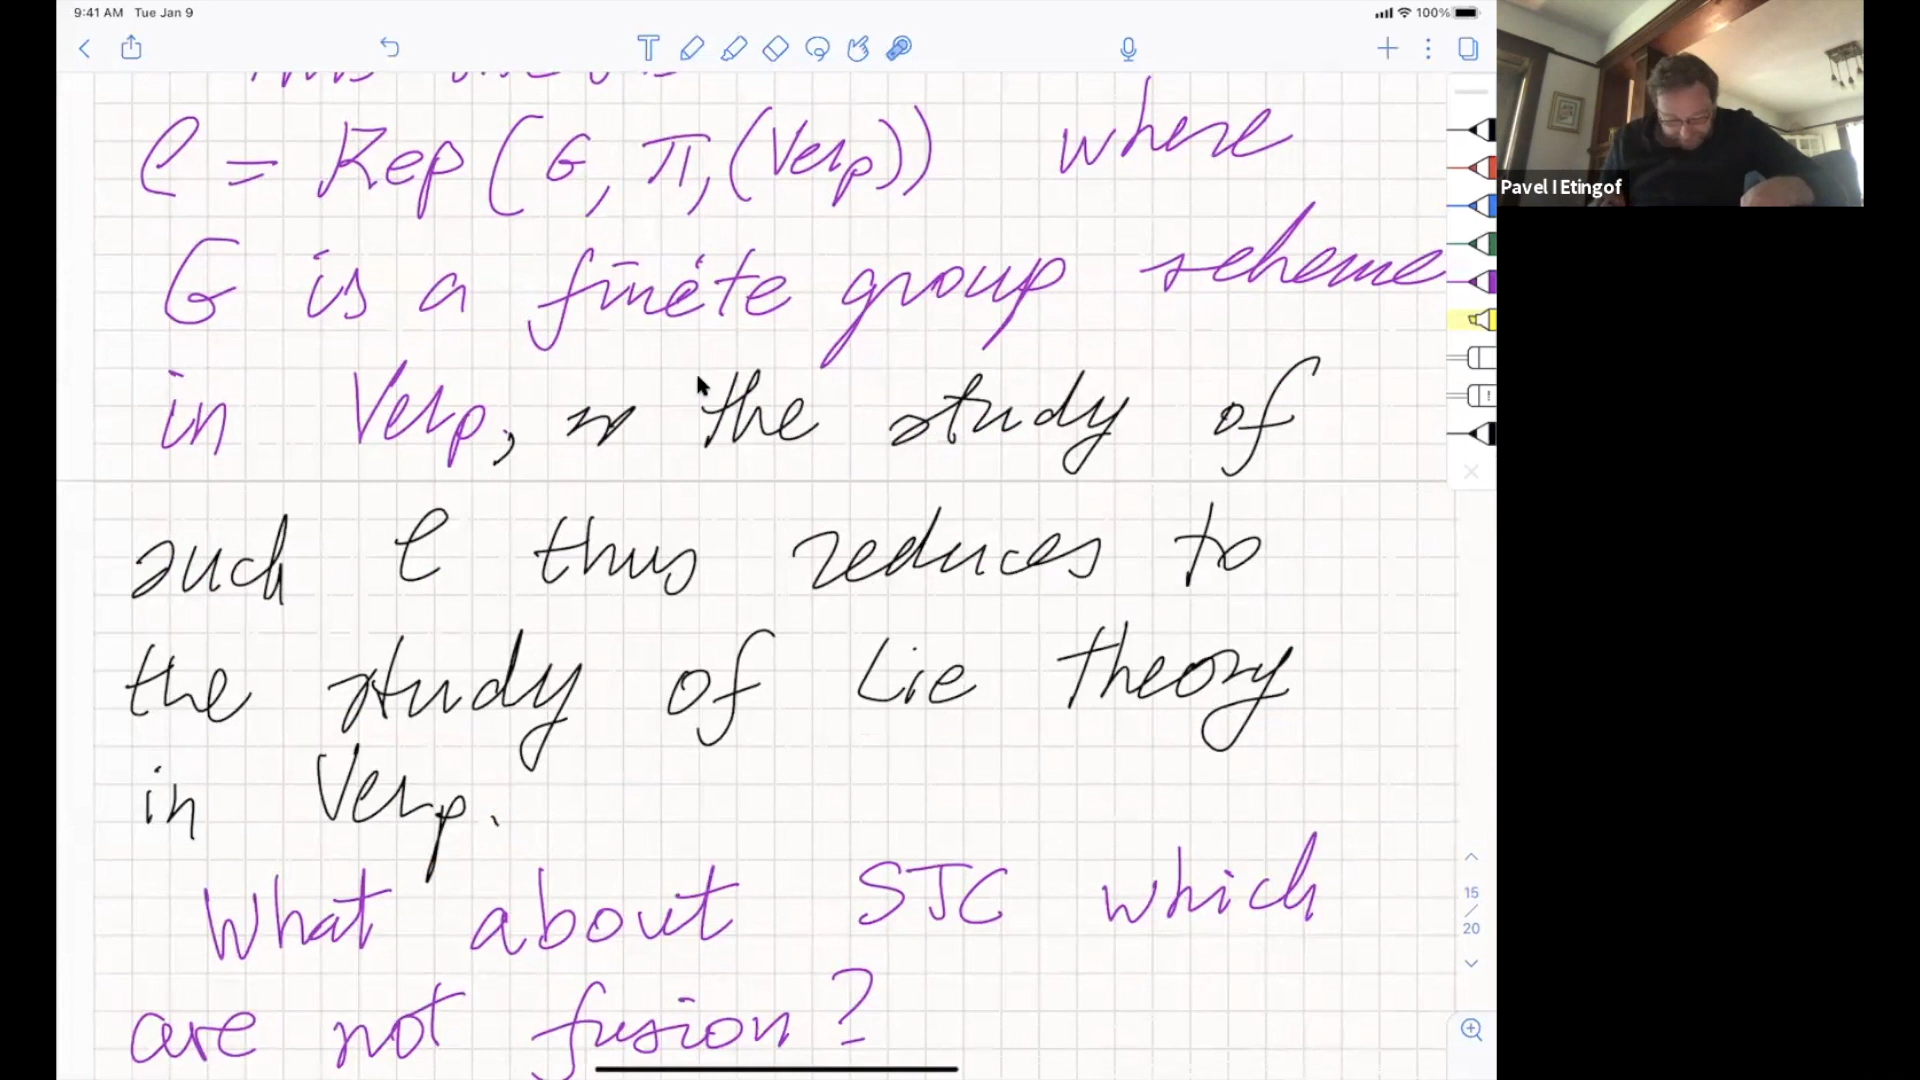 9:41 AM Tue Jan 9
100%
C = Rep (G, π₁(Verp)) where
G is a finite group scheme
in Verp, the study of
such C thus reduces to
the study of Lie theory
in Verp.
What about STC which
are not fusion?
15
/
20
Pavel I Etingof